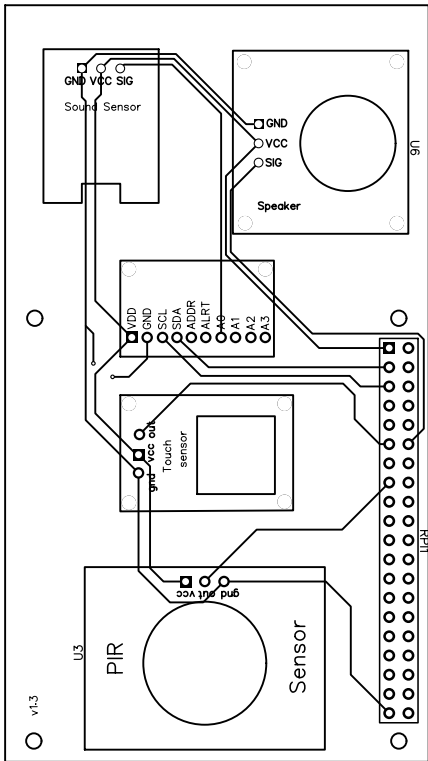 GND VCC SIG
Sound Sensor
GND
VCC
SIG
Speaker
U6
VDD
GND
SCL
SDA
ADDR
ALRT
A0
A1
A2
A3
gnd vcc out
Touch
sensor
RPI1
vcc out gnd
U3
PIR
Sensor
v1.3